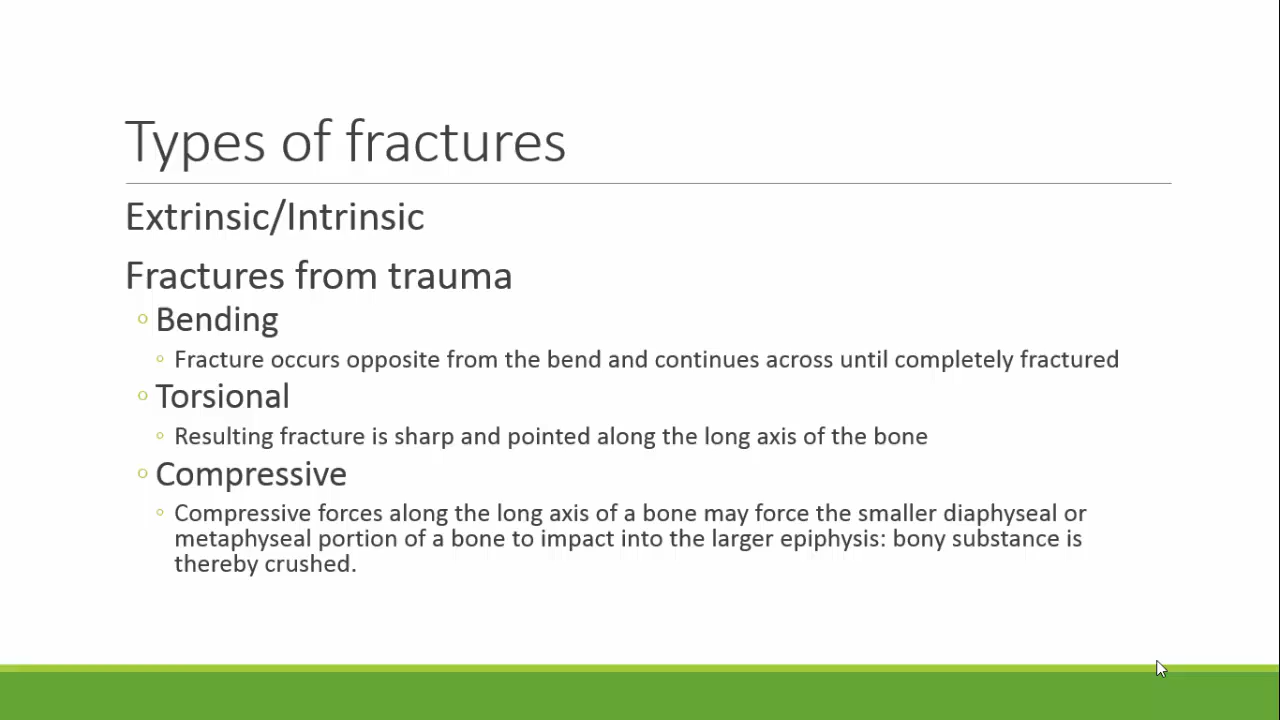 Types of fractures
Extrinsic/Intrinsic
Fractures from trauma
◦ Bending
◦ Fracture occurs opposite from the bend and continues across until completely fractured
◦ Torsional
◦ Resulting fracture is sharp and pointed along the long axis of the bone
◦ Compressive
◦ Compressive forces along the long axis of a bone may force the smaller diaphyseal or
metaphyseal portion of a bone to impact into the larger epiphysis: bony substance is
thereby crushed.